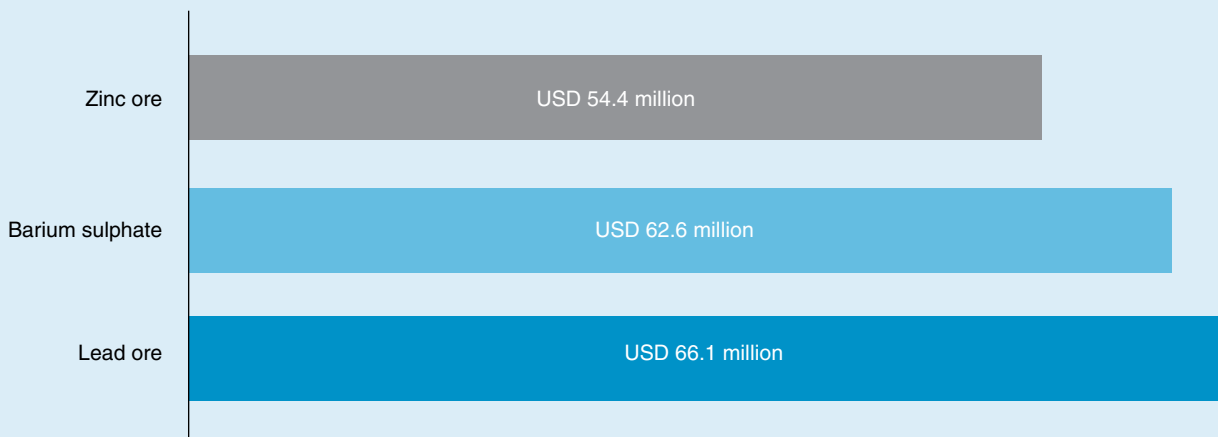 Zinc ore
USD 54.4 million
Barium sulphate
USD 62.6 million
Lead ore
USD 66.1 million